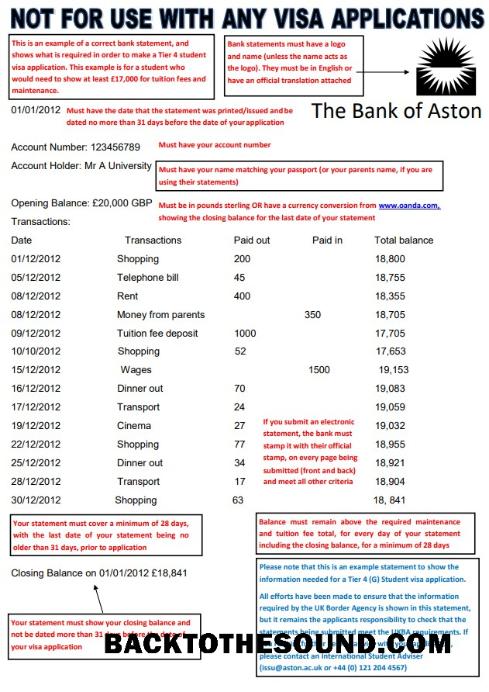 NOT FOR USE WITH ANY VISA APPLICATIONS
This is an example of a correct bank statement, and
shows what is required in order to make a Tier 4 student
visa application. This example is for a student who
would need to show at least £17,000 for tuition fees and
maintenance.
Bank statements must have a logo
and name (unless the name acts as
the logo). They must be in English or
have an official translation attached
01/01/2012 Must have the date that the statement was printed/issued and be
dated no more than 31 days before the date of your application
The Bank of Aston
Account Number: 123456789 Must have your account number
Account Holder: Mr A University
Must have your name matching your passport (or your parents name, if you are
using their statements)
Opening Balance: £20,000 GBP Must be in pounds sterling OR have a currency conversion from www.oanda.com,
showing the closing balance for the last date of your statement
Transactions:
Date Transactions Paid out Paid in Total balance
01/12/2012 Shopping 200 18,800
05/12/2012 Telephone bill 45 18,755
08/12/2012 Rent 400 18,355
08/12/2012 Money from parents 350 18,705
09/12/2012 Tuition fee deposit 1000 17,705
10/10/2012 Shopping 52 17,653
15/12/2012 Wages 1500 19,153
16/12/2012 Dinner out 70 19,083
17/12/2012 Transport 24 19,059
19/12/2012 Cinema 27 19,032
22/12/2012 Shopping 77 18,955
25/12/2012 Dinner out 34 18,921
28/12/2012 Transport 17 18,904
30/12/2012 Shopping 63 18, 841
If you submit an electronic
statement, the bank must
stamp it with their official
stamp, on every page being
submitted (front and back)
and meet all other criteria
Your statement must cover a minimum of 28 days,
with the last date of your statement being no
older than 31 days, prior to application
Balance must remain above the required maintenance
and tuition fee total, for every day of your statement
including the closing balance, for a minimum of 28 days
Closing Balance on 01/01/2012 £18,841
Your statement must show your closing balance and
not be dated more than 31 days before the date of
your visa application
Please note that this is an example statement to show the
information needed for a Tier 4 (G) Student visa application.
All efforts have been made to ensure that the information
required by the UK Border Agency is shown in this statement,
but it remains the applicants responsibility to check that the
statements being submitted meet the UKBA requirements. If
please contact an International Student Adviser
(issu@aston.ac.uk or +44 (0) 121 204 4567)
BACKTOTHESOUND.COM